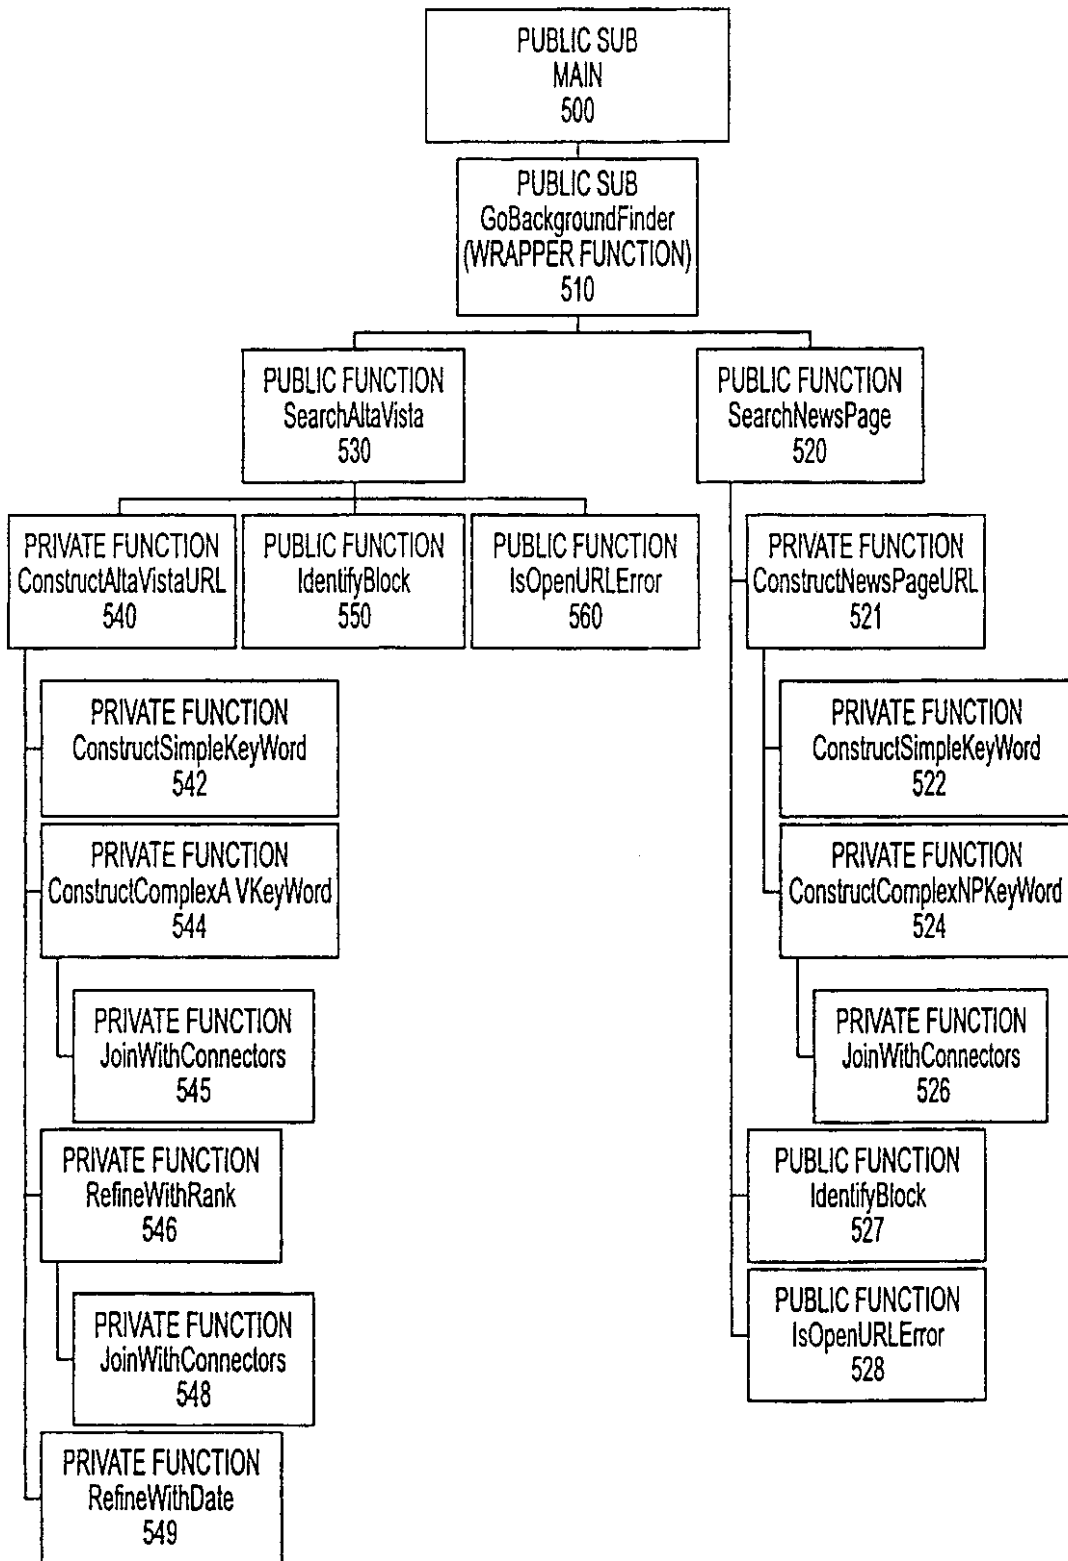 PUBLIC SUB
MAIN
500
PUBLIC SUB
GoBackgroundFinder
(WRAPPER FUNCTION)
510
PUBLIC FUNCTION
SearchAltaVista
530
PUBLIC FUNCTION
SearchNewsPage
520
PRIVATE FUNCTION
ConstructAltaVistaURL
540
PUBLIC FUNCTION
IdentifyBlock
550
PUBLIC FUNCTION
IsOpenURLError
560
PRIVATE FUNCTION
ConstructNewsPageURL
521
PRIVATE FUNCTION
ConstructSimpleKeyWord
542
PRIVATE FUNCTION
ConstructSimpleKeyWord
522
PRIVATE FUNCTION
ConstructComplexA VKeyWord
544
PRIVATE FUNCTION
ConstructComplexNPKeyWord
524
PRIVATE FUNCTION
JoinWithConnectors
545
PRIVATE FUNCTION
JoinWithConnectors
526
PRIVATE FUNCTION
RefineWithRank
546
PUBLIC FUNCTION
IdentifyBlock
527
PRIVATE FUNCTION
JoinWithConnectors
548
PUBLIC FUNCTION
IsOpenURLError
528
PRIVATE FUNCTION
RefineWithDate
549